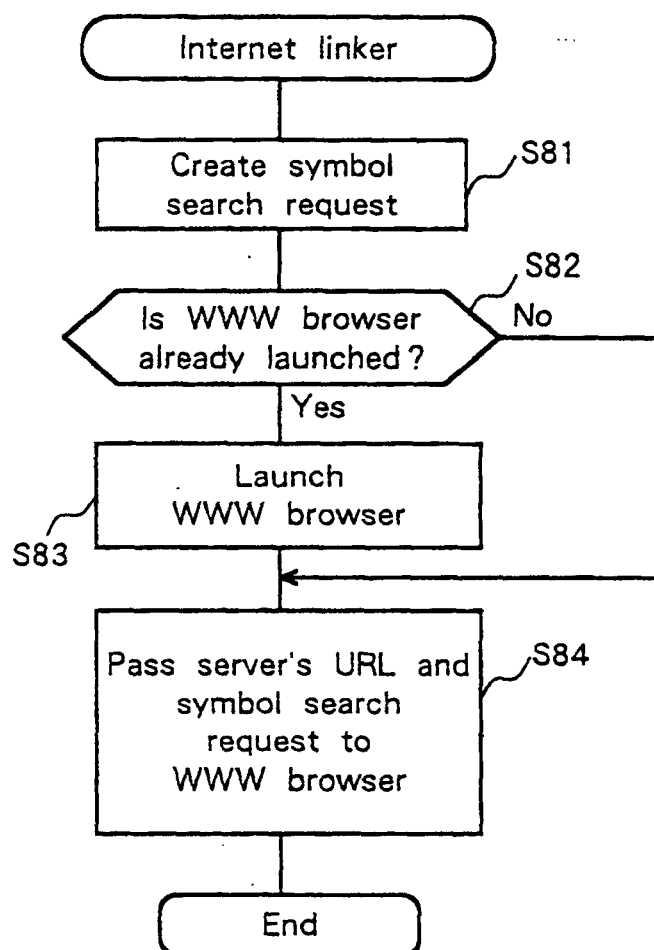 Internet linker
Create symbol
search request
S81
S82
Is WWW browser
already launched?
No
Yes
Launch
WWW browser
S83
Pass server's URL and
symbol search
request to
WWW browser
S84
End